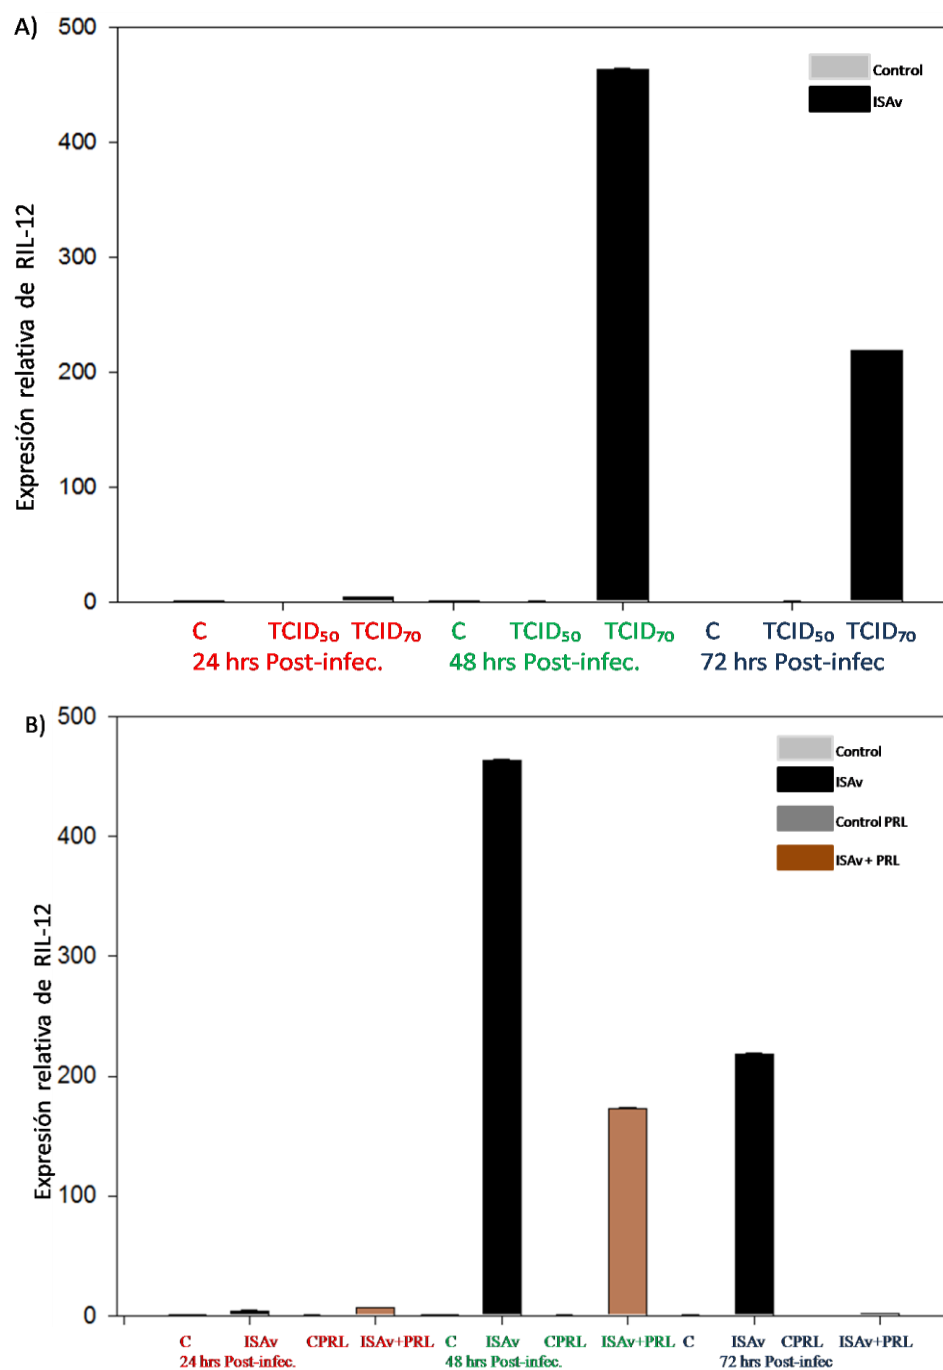 A)
500
400
300
200
100
0
Expresión relativa de RIL-12
Control
ISAv
C TCID₅₀ TCID₇₀ C TCID₅₀ TCID₇₀ C TCID₅₀ TCID₇₀
24 hrs Post-infec. 48 hrs Post-infec. 72 hrs Post-infec
B)
500
400
300
200
100
0
Expresión relativa de RIL-12
Control
ISAv
Control PRL
ISAv + PRL
C ISAv CPRL ISAv+PRL C ISAv CPRL ISAv+PRL C ISAv CPRL ISAv+PRL
24 hrs Post-infec. 48 hrs Post-infec. 72 hrs Post-infec